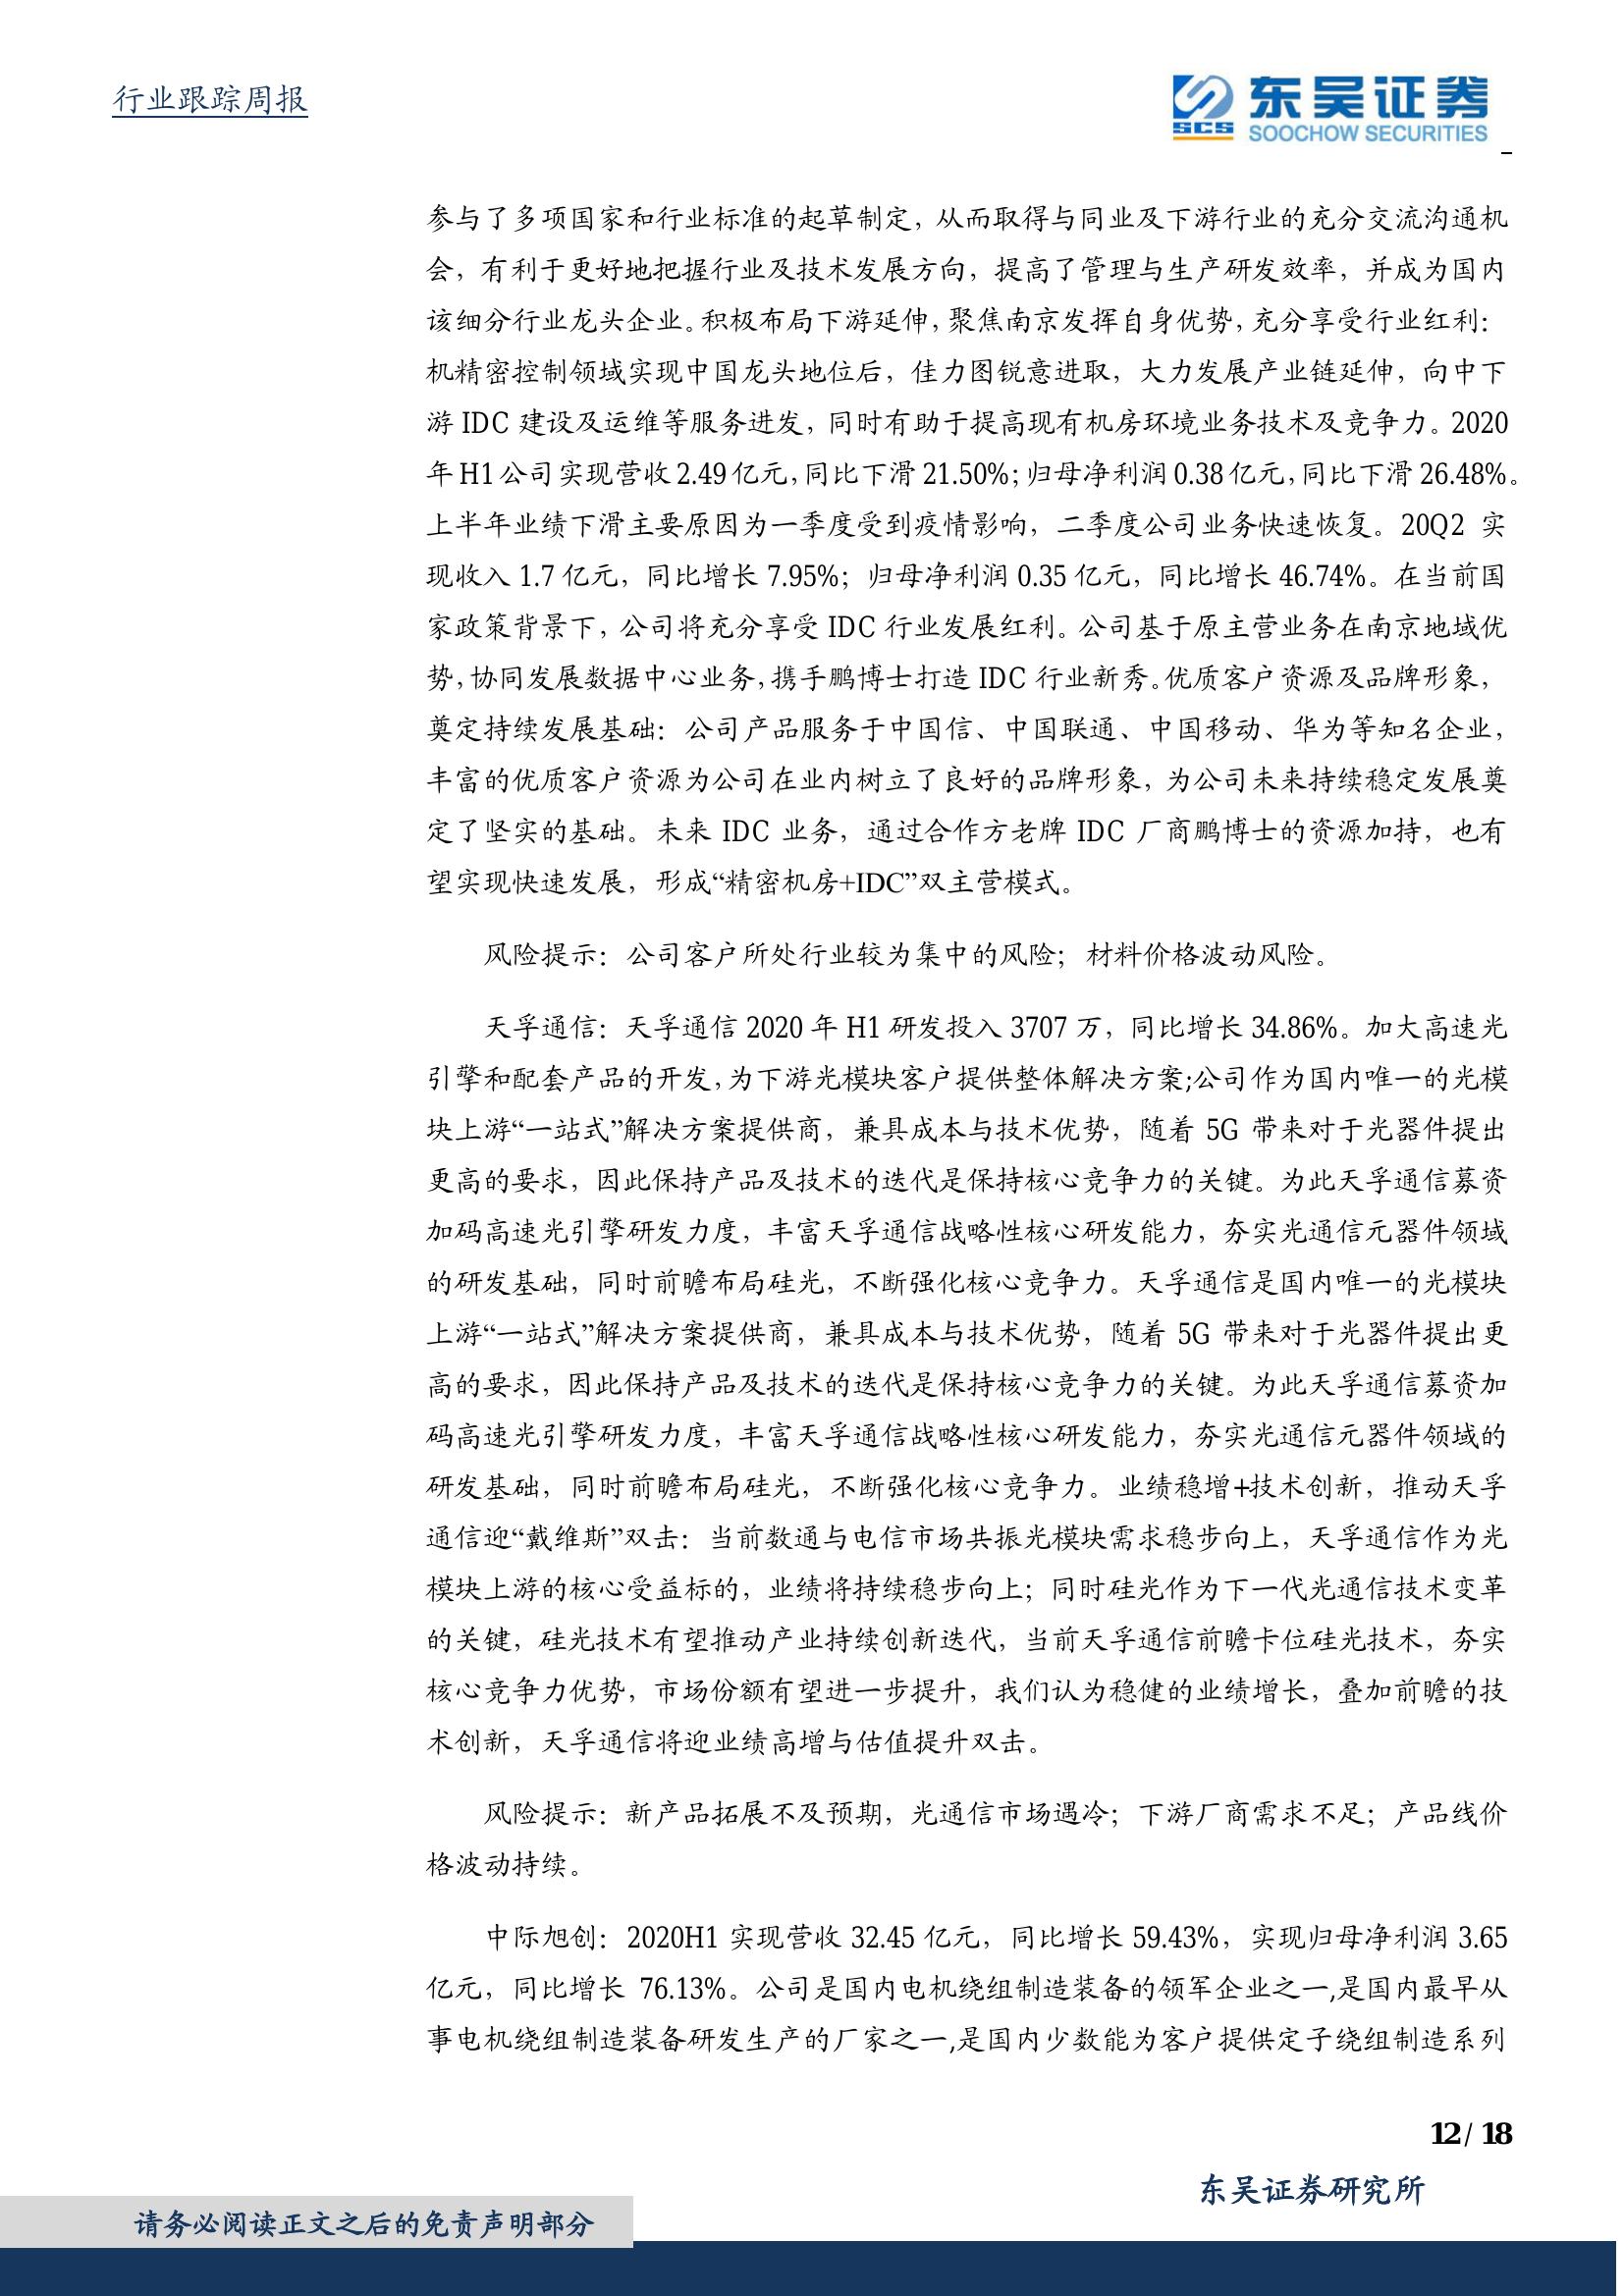 行业跟踪周报
东吴证券
SCS
SOOCHOW SECURITIES
参与了多项国家和行业标准的起草制定，从而取得与同业及下游行业的充分交流沟通机
会，有利于更好地把握行业及技术发展方向，提高了管理与生产研发效率，并成为国内
该细分行业龙头企业。积极布局下游延伸，聚焦南京发挥自身优势，充分享受行业红利：
机精密控制领域实现中国龙头地位后，佳力图锐意进取，大力发展产业链延伸，向中下
游 IDC 建设及运维等服务进发，同时有助于提高现有机房环境业务技术及竞争力。2020
年 H1 公司实现营收 2.49 亿元，同比下滑 21.50%；归母净利润 0.38 亿元，同比下滑 26.48%。
上半年业绩下滑主要原因为一季度受到疫情影响，二季度公司业务快速恢复。20Q2 实
现收入 1.7 亿元，同比增长 7.95%；归母净利润 0.35 亿元，同比增长 46.74%。在当前国
家政策背景下，公司将充分享受 IDC 行业发展红利。公司基于原主营业务在南京地域优
势，协同发展数据中心业务，携手鹏博士打造 IDC 行业新秀。优质客户资源及品牌形象，
奠定持续发展基础：公司产品服务于中国信、中国联通、中国移动、华为等知名企业，
丰富的优质客户资源为公司在业内树立了良好的品牌形象，为公司未来持续稳定发展奠
定了坚实的基础。未来 IDC 业务，通过合作方老牌 IDC 厂商鹏博士的资源加持，也有
望实现快速发展，形成“精密机房+IDC”双主营模式。
风险提示：公司客户所处行业较为集中的风险；材料价格波动风险。
天孚通信：天孚通信 2020 年 H1 研发投入 3707 万，同比增长 34.86%。加大高速光
引擎和配套产品的开发，为下游光模块客户提供整体解决方案;公司作为国内唯一的光模
块上游“一站式”解决方案提供商，兼具成本与技术优势，随着 5G 带来对于光器件提出
更高的要求，因此保持产品及技术的迭代是保持核心竞争力的关键。为此天孚通信募资
加码高速光引擎研发力度，丰富天孚通信战略性核心研发能力，夯实光通信元器件领域
的研发基础，同时前瞻布局硅光，不断强化核心竞争力。天孚通信是国内唯一的光模块
上游“一站式”解决方案提供商，兼具成本与技术优势，随着 5G 带来对于光器件提出更
高的要求，因此保持产品及技术的迭代是保持核心竞争力的关键。为此天孚通信募资加
码高速光引擎研发力度，丰富天孚通信战略性核心研发能力，夯实光通信元器件领域的
研发基础，同时前瞻布局硅光，不断强化核心竞争力。业绩稳增+技术创新，推动天孚
通信迎“戴维斯”双击：当前数通与电信市场共振光模块需求稳步向上，天孚通信作为光
模块上游的核心受益标的，业绩将持续稳步向上；同时硅光作为下一代光通信技术变革
的关键，硅光技术有望推动产业持续创新迭代，当前天孚通信前瞻卡位硅光技术，夯实
核心竞争力优势，市场份额有望进一步提升，我们认为稳健的业绩增长，叠加前瞻的技
术创新，天孚通信将迎业绩高增与估值提升双击。
风险提示：新产品拓展不及预期，光通信市场遇冷；下游厂商需求不足；产品线价
格波动持续。
中际旭创：2020H1 实现营收 32.45 亿元，同比增长 59.43%，实现归母净利润 3.65
亿元，同比增长 76.13%。公司是国内电机绕组制造装备的领军企业之一,是国内最早从
事电机绕组制造装备研发生产的厂家之一,是国内少数能为客户提供定子绕组制造系列
12 / 18
东吴证券研究所
请务必阅读正文之后的免责声明部分